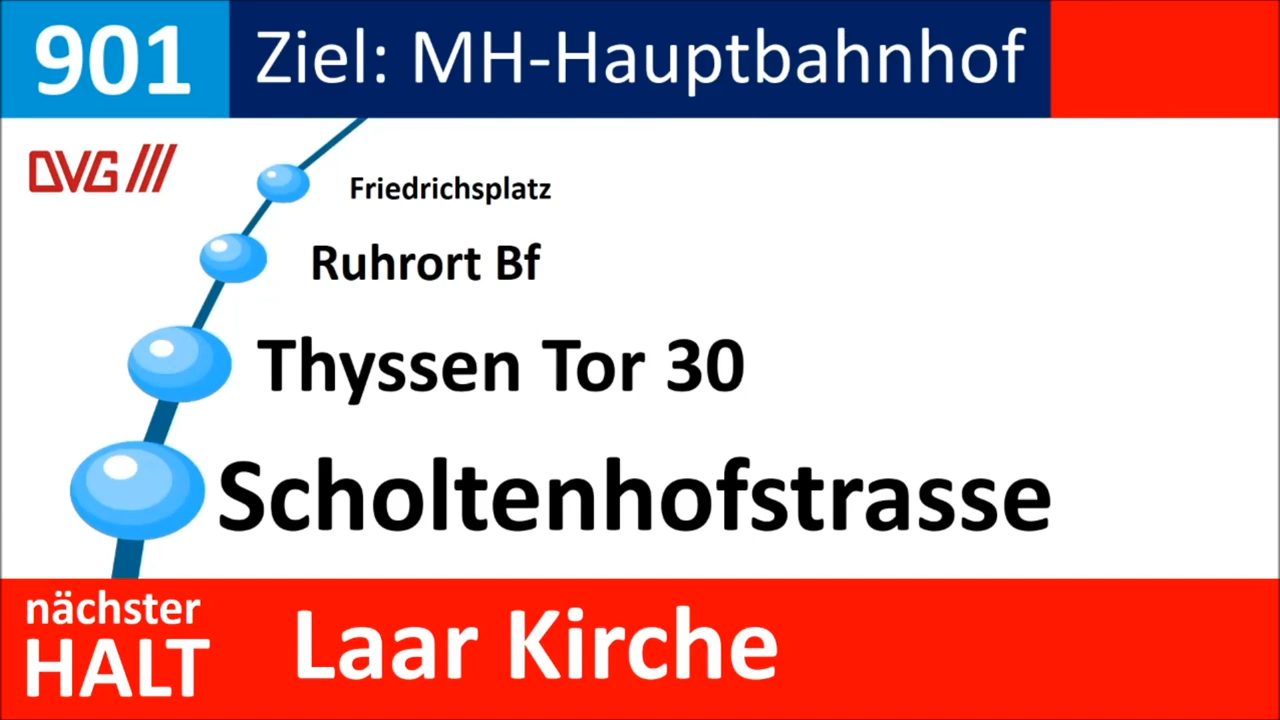 901
Ziel: MH-Hauptbahnhof
DVG
Friedrichsplatz
Ruhrort Bf
Thyssen Tor 30
Scholtenhofstrasse
nächster
HALT
Laar Kirche